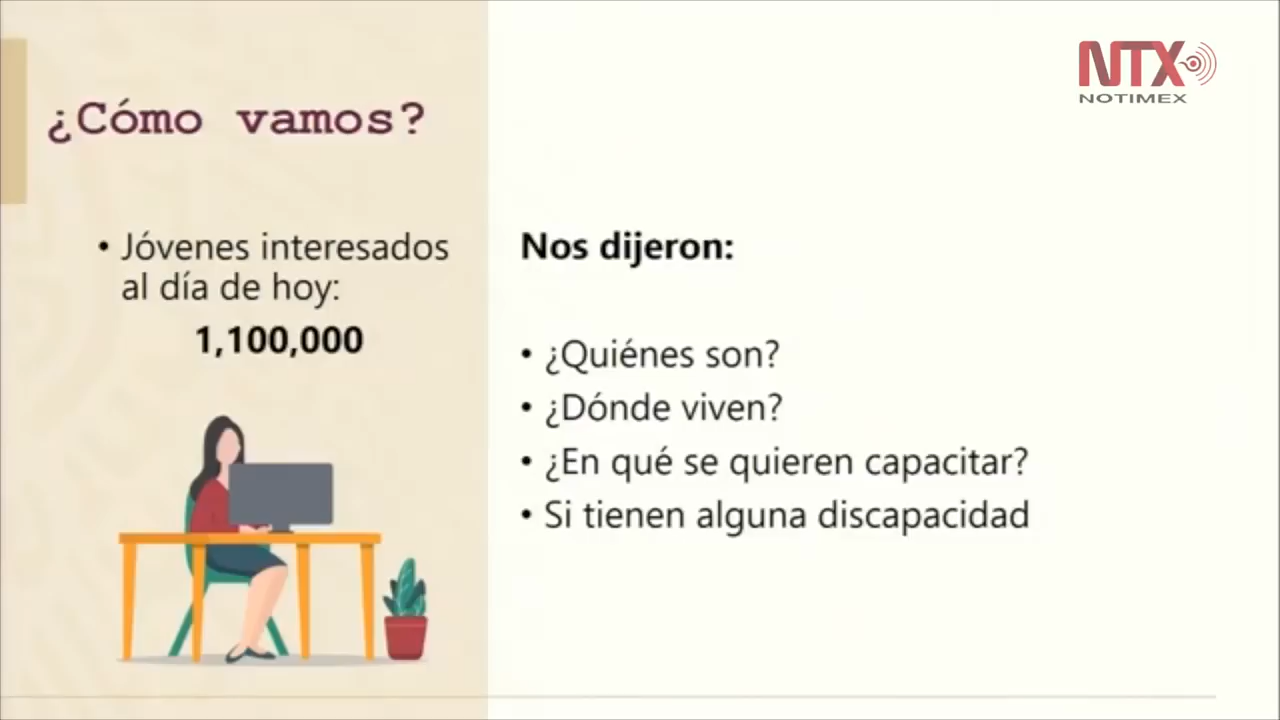 ¿Cómo vamos?
• Jóvenes interesados
al día de hoy:
1,100,000
NTX
NOTIMEX
Nos dijeron:
• ¿Quiénes son?
• ¿Dónde viven?
• ¿En qué se quieren capacitar?
• Si tienen alguna discapacidad